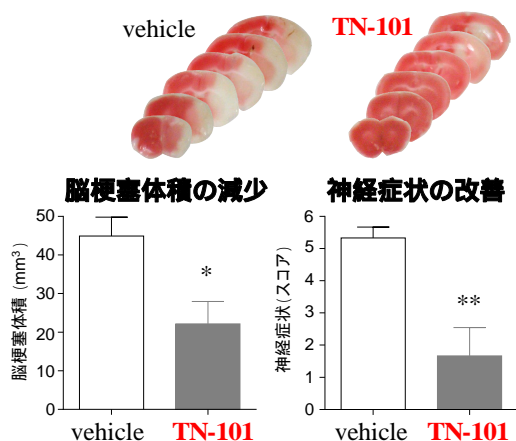 vehicle
TN-101
脳梗塞体積の減少
神経症状の改善
脳梗塞体積 (mm³)
50
40
30
20
10
0
*
vehicle
TN-101
神経症状(スコア)
6
5
4
3
2
1
0
**
vehicle
TN-101